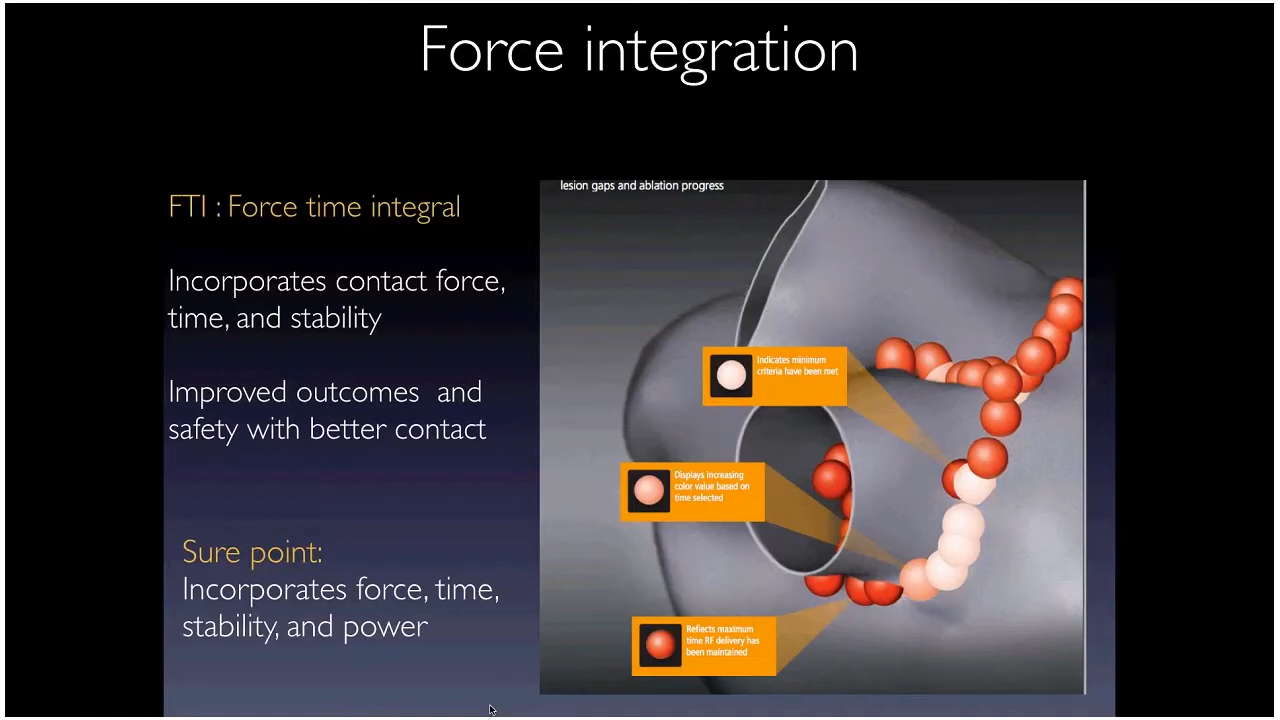 Force integration
lesion gaps and ablation progress
FTI : Force time integral
Incorporates contact force,
time, and stability
Improved outcomes and
safety with better contact
Sure point:
Incorporates force, time,
stability, and power
Indicates minimum
criteria have been met
Displays increasing
color value based on
time selected
Reflects maximum
time RF delivery has
been maintained